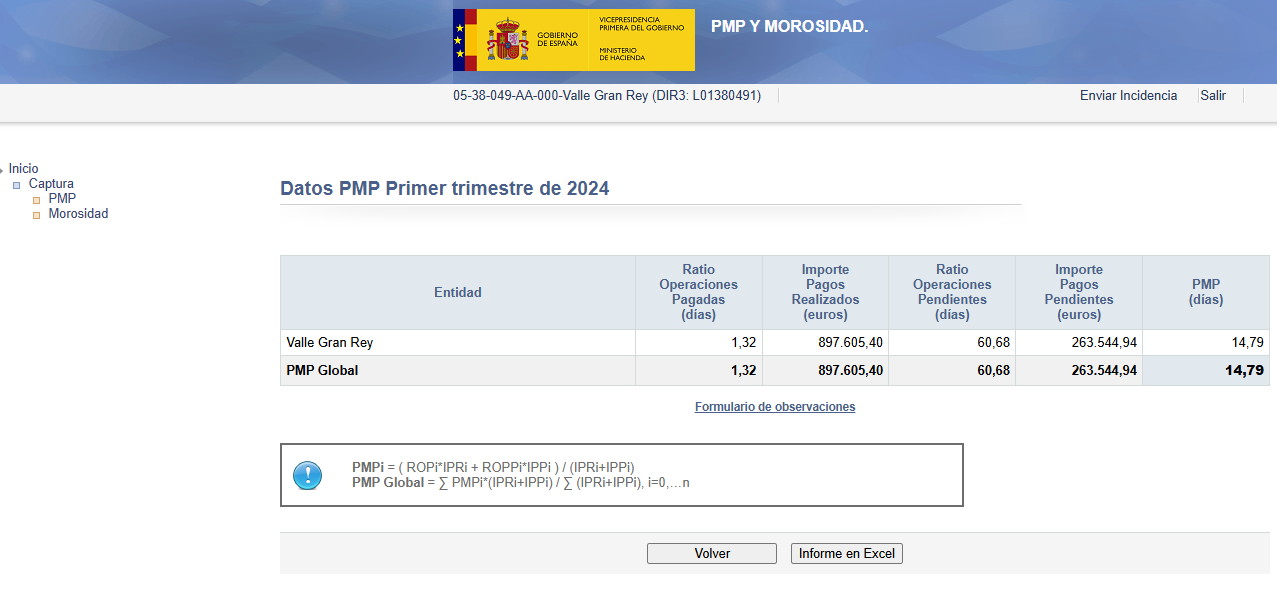 GOBIERNO
DE ESPAÑA
VICEPRESIDENCIA
PRIMERA DEL GOBIERNO
MINISTERIO
DE HACIENDA
PMP Y MOROSIDAD.
05-38-049-AA-000-Valle Gran Rey (DIR3: L01380491)
Enviar Incidencia
Salir
Inicio
Captura
PMP
Morosidad
Datos PMP Primer trimestre de 2024
Entidad
Ratio
Operaciones
Pagadas
(días)
Importe
Pagos
Realizados
(euros)
Ratio
Operaciones
Pendientes
(días)
Importe
Pagos
Pendientes
(euros)
PMP
(días)
Valle Gran Rey 1,32 897.605,40 60,68 263.544,94 14,79
PMP Global 1,32 897.605,40 60,68 263.544,94 14,79
Formulario de observaciones
PMPi = ( ROPi*IPRi + ROPPi*IPPi ) / (IPRi+IPPi)
PMP Global = ∑ PMPi*(IPRi+IPPi) / ∑ (IPRi+IPPi), i=0,...n
Volver
Informe en Excel